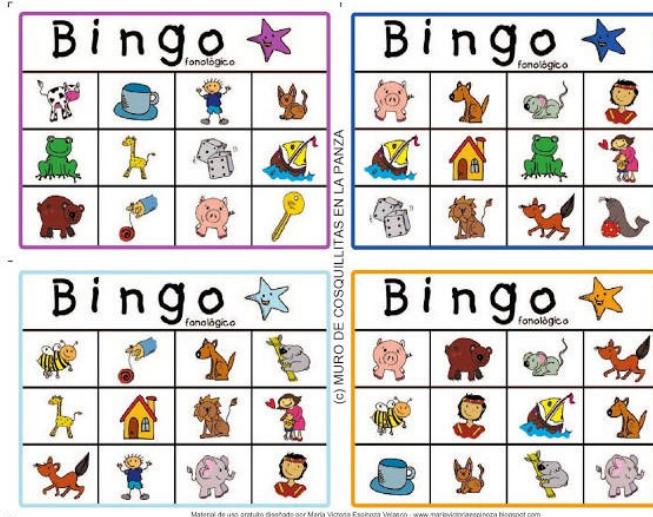 Bingo
fonológico
Bingo
fonológico
(c) MURO DE COSQUILLITAS EN LA PANZA
Bingo
fonológico
Bingo
fonológico
Material de uso gratuito diseñado por María Victoria Espinoza Velasco - www.mariavictoriaespinoza.blogspot.com